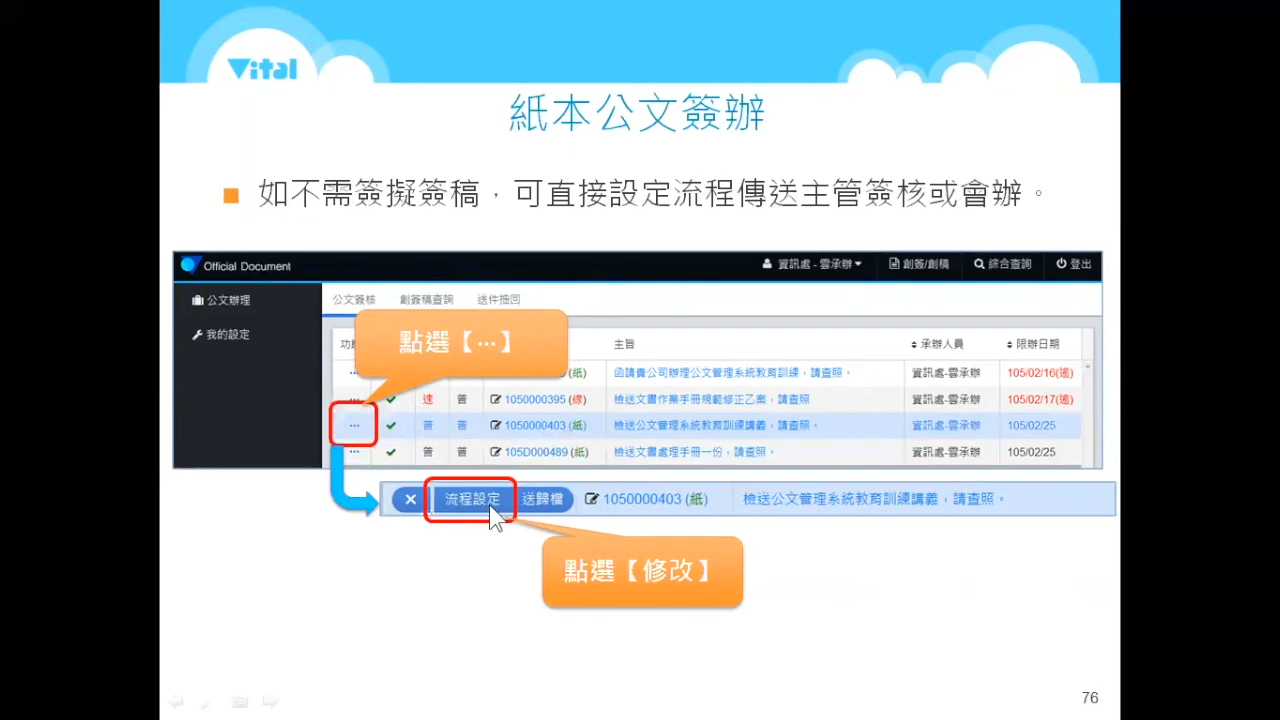 Vital
紙本公文簽辦
如不需簽擬簽稿，可直接設定流程傳送主管簽核或會辦。
Official Document
資訊處 - 雲承辦
創簽/創稿
綜合查詢
登出
公文辦理
我的設定
公文簽核
創簽稿查詢
送件抽回
點選【…】
主旨
承辦人員
限辦日期
... (紙) 函請貴公司辦理公文管理系統教育訓練，請查照。 資訊處-雲承辦 105/02/16(逾)
... 速 普 1050000395 (線) 檢送文書作業手冊規範修正乙案，請查照 資訊處-雲承辦 105/02/17(逾)
... 普 普 1050000403 (紙) 檢送公文管理系統教育訓練講義，請查照。 資訊處-雲承辦 105/02/25
... 普 普 105D000489 (紙) 檢送文書處理手冊一份，請查照。 資訊處-雲承辦 105/02/25
流程設定 送歸檔 1050000403 (紙) 檢送公文管理系統教育訓練講義，請查照。
點選【修改】
76